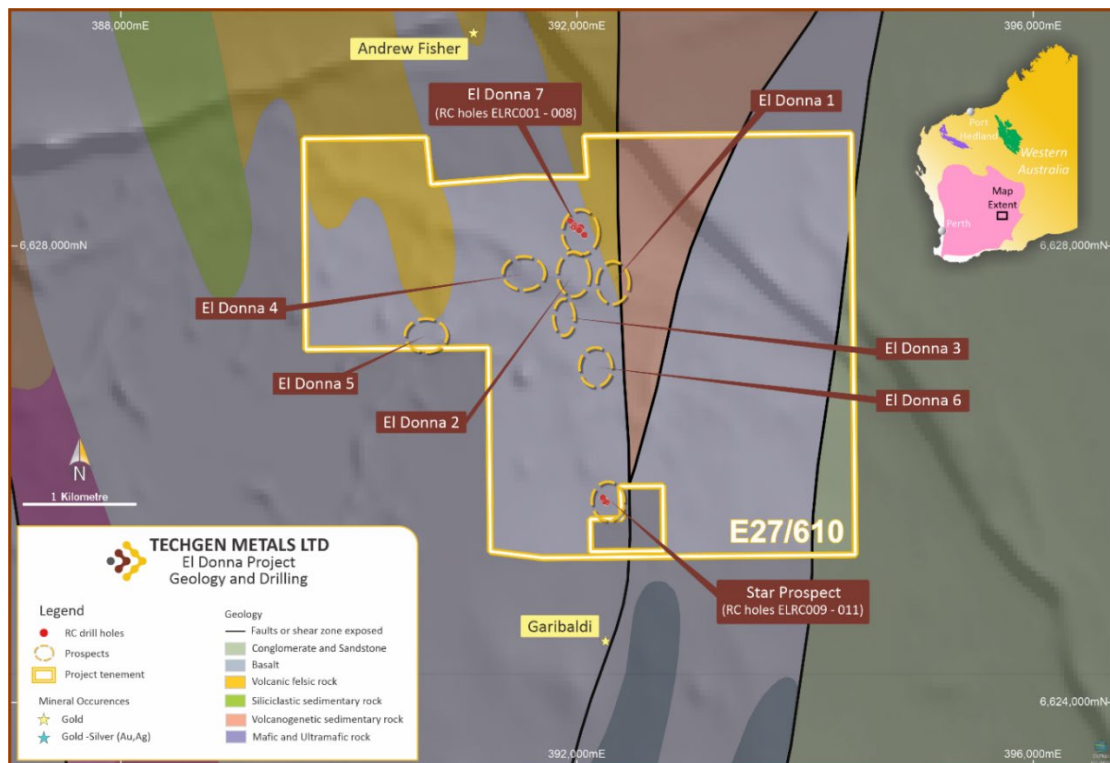 388,000mE
392,000mE
396,000mE
Andrew Fisher
El Donna 7
(RC holes ELRC001 - 008)
El Donna 1
Port
Hedland
Western
Australia
Map
Extent
Perth
6,628,000mN
6,628,000mN
El Donna 4
El Donna 3
El Donna 5
El Donna 2
El Donna 6
N
1 Kilometre
E27/610
Star Prospect
(RC holes ELRC009 - 011)
Garibaldi
TECHGEN METALS LTD
El Donna Project
Geology and Drilling
Legend
RC drill holes
Prospects
Project tenement
Mineral Occurences
Gold
Gold -Silver (Au,Ag)
Geology
Faults or shear zone exposed
Conglomerate and Sandstone
Basalt
Volcanic felsic rock
Siliciclastic sedimentary rock
Volcanogenetic sedimentary rock
Mafic and Ultramafic rock
6,624,000mN
392,000mE
396,000mE